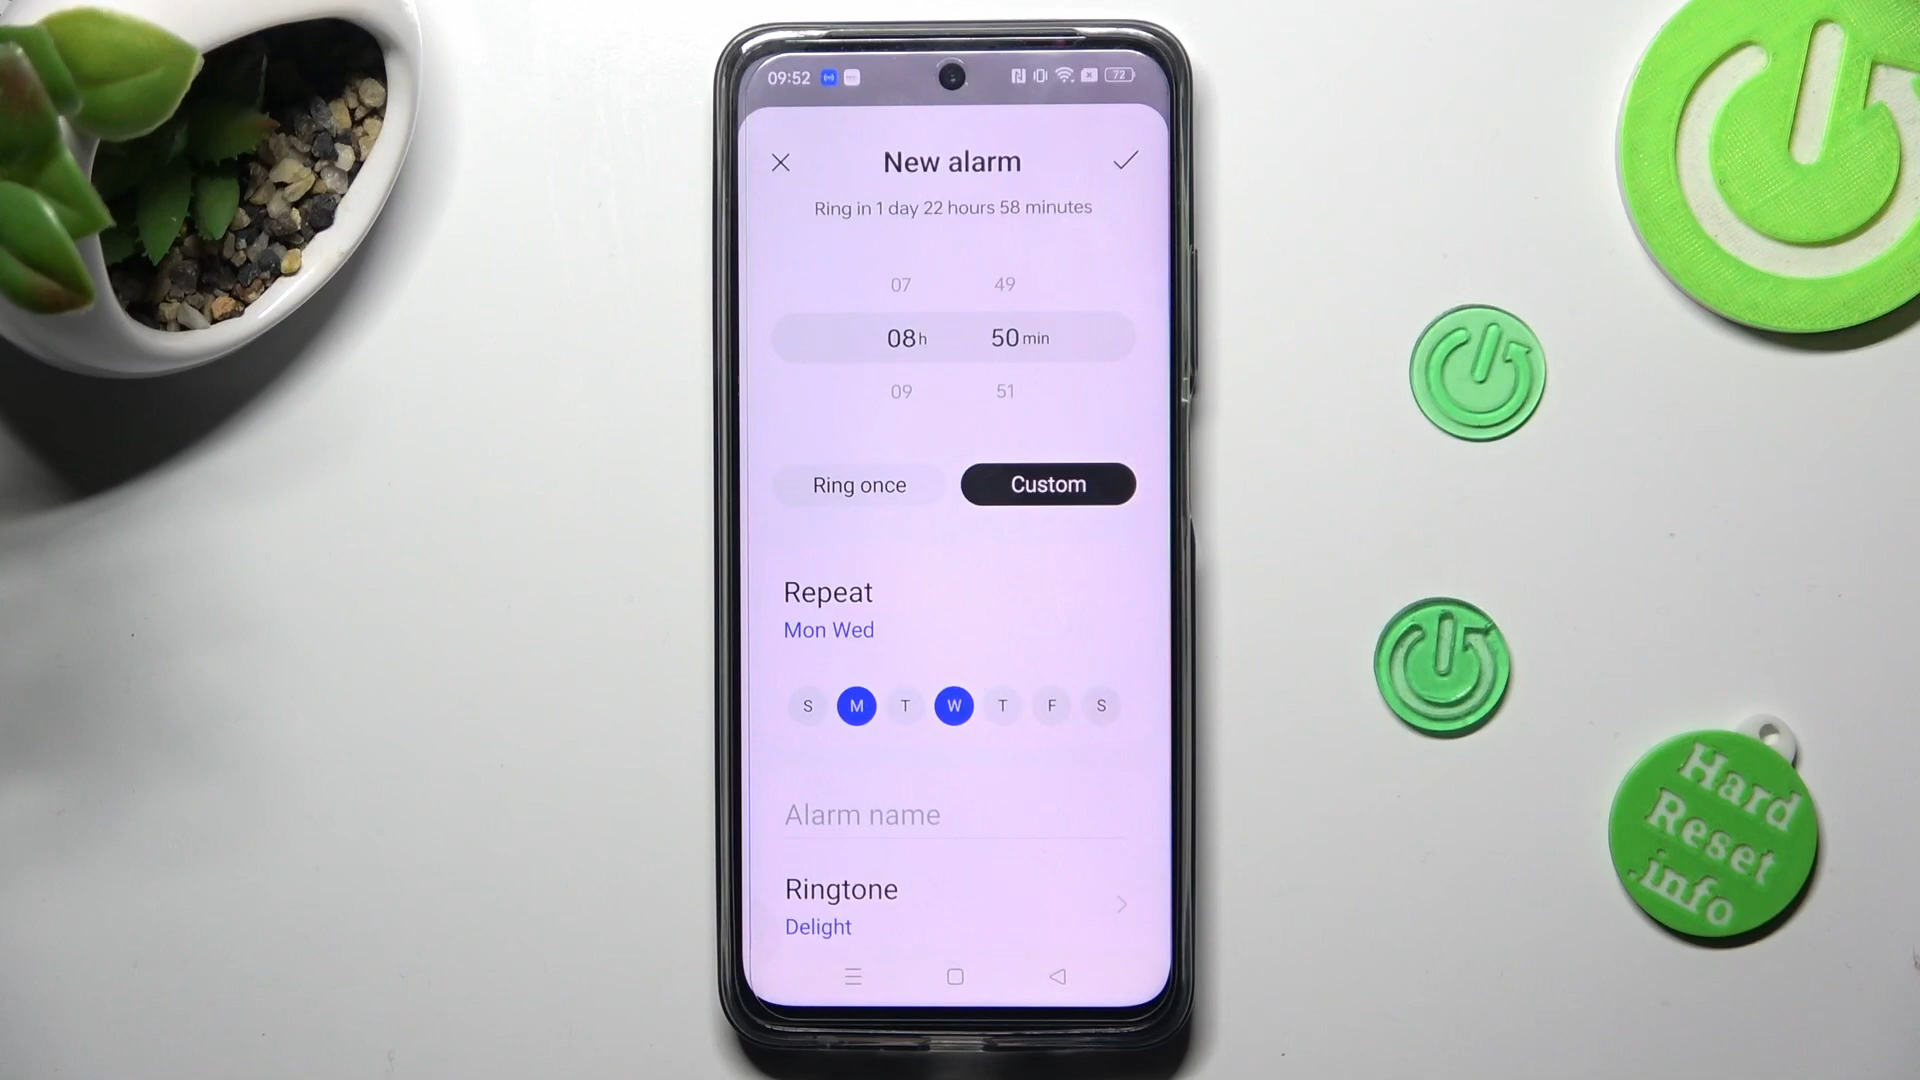 09:52
72
New alarm
Ring in 1 day 22 hours 58 minutes
07 49
08h 50min
09 51
Ring once Custom
Repeat
Mon Wed
S M T W T F S
Alarm name
Ringtone
Delight
Hard
Reset
.info